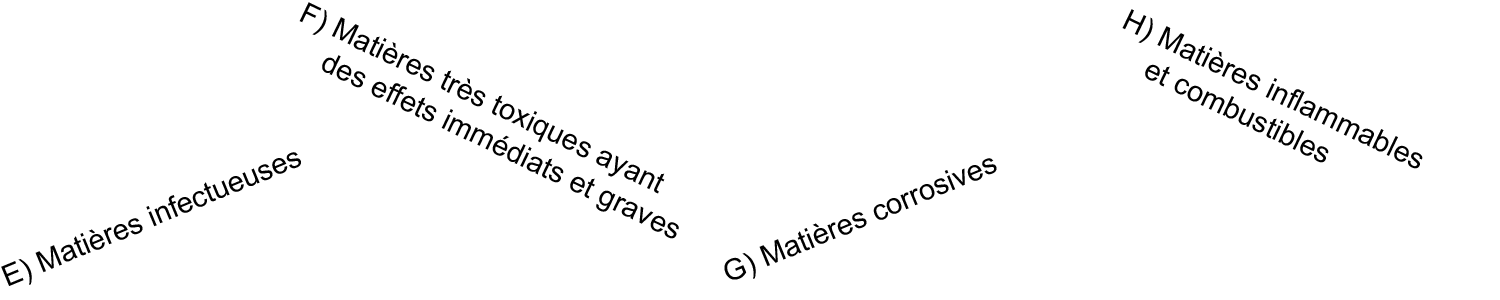 E) Matières infectueuses
F) Matières très toxiques ayant
des effets immédiats et graves
G) Matières corrosives
H) Matières inflammables
et combustibles